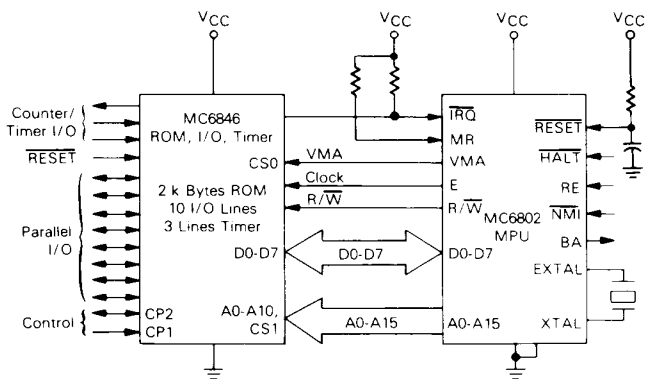 VCC
VCC
VCC
VCC
Counter/
Timer I/O
RESET
Parallel
I/O
Control
MC6846
ROM, I/O, Timer
CS0
2 k Bytes ROM
10 I/O Lines
3 Lines Timer
D0-D7
A0-A10,
CS1
CP2
CP1
VMA
Clock
R/W
D0-D7
A0-A15
IRQ
MR
VMA
E
R/W
MC6802
MPU
D0-D7
A0-A15
RESET
HALT
RE
NMI
BA
EXTAL
XTAL